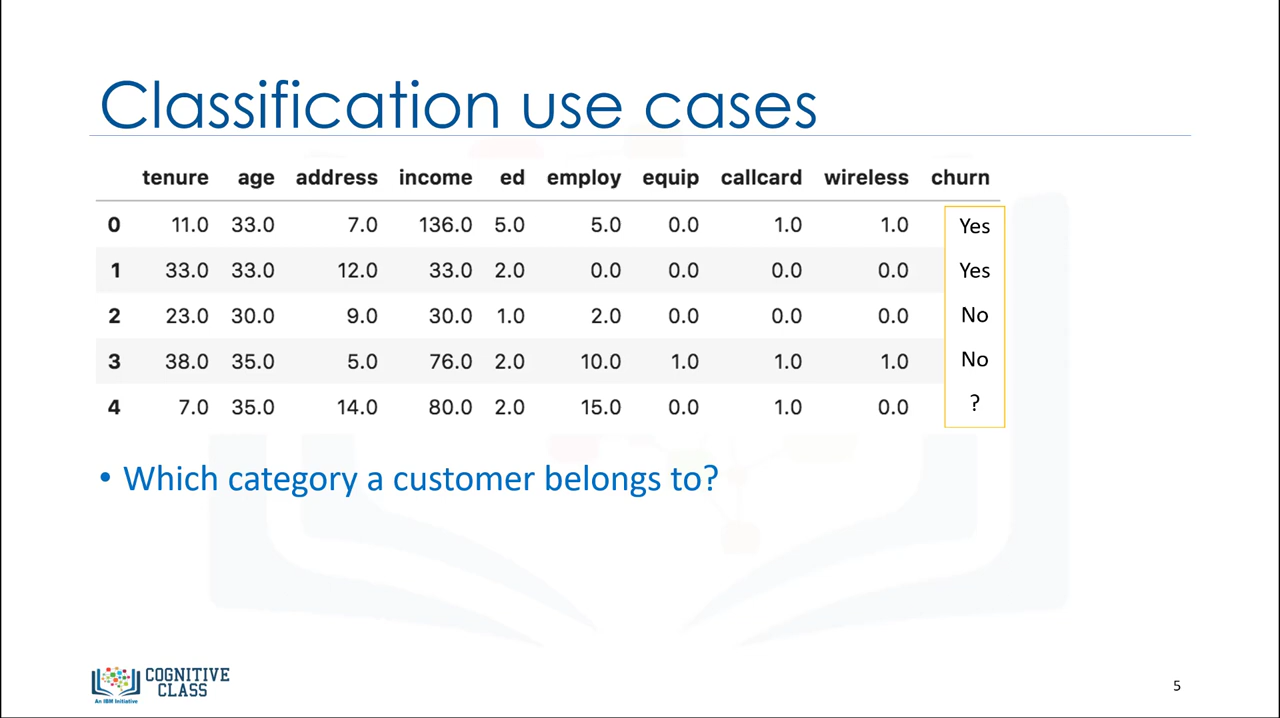 Classification use cases
tenure age address income ed employ equip callcard wireless churn
0 11.0 33.0 7.0 136.0 5.0 5.0 0.0 1.0 1.0 Yes
1 33.0 33.0 12.0 33.0 2.0 0.0 0.0 0.0 0.0 Yes
2 23.0 30.0 9.0 30.0 1.0 2.0 0.0 0.0 0.0 No
3 38.0 35.0 5.0 76.0 2.0 10.0 1.0 1.0 1.0 No
4 7.0 35.0 14.0 80.0 2.0 15.0 0.0 1.0 0.0 ?
• Which category a customer belongs to?
COGNITIVE
CLASS
An IBM Initiative
5